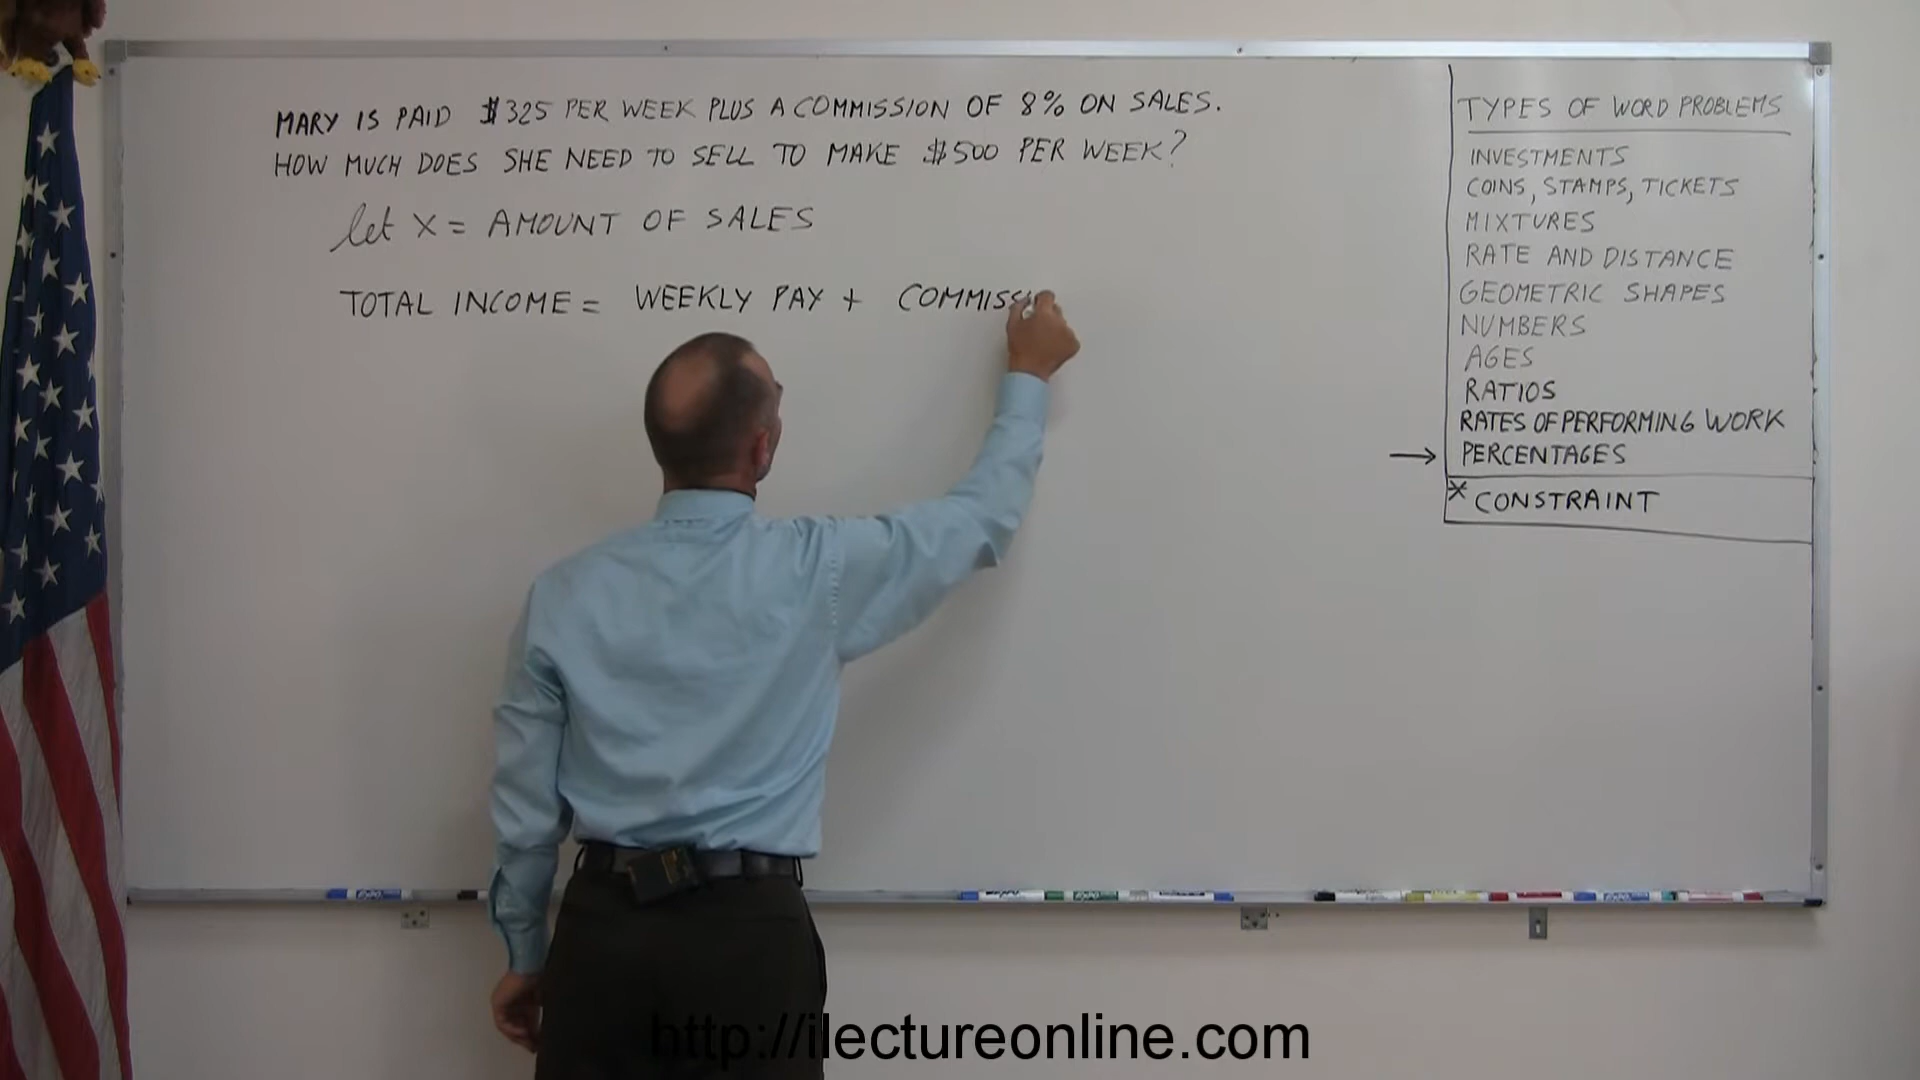 MARY IS PAID $325 PER WEEK PLUS A COMMISSION OF 8% ON SALES.
HOW MUCH DOES SHE NEED TO SELL TO MAKE $500 PER WEEK?
let X = AMOUNT OF SALES
TOTAL INCOME = WEEKLY PAY + COMMISS
TYPES OF WORD PROBLEMS
INVESTMENTS
COINS, STAMPS, TICKETS
MIXTURES
RATE AND DISTANCE
GEOMETRIC SHAPES
NUMBERS
AGES
RATIOS
RATES OF PERFORMING WORK
→ PERCENTAGES
* CONSTRAINT
http://ilectureonline.com